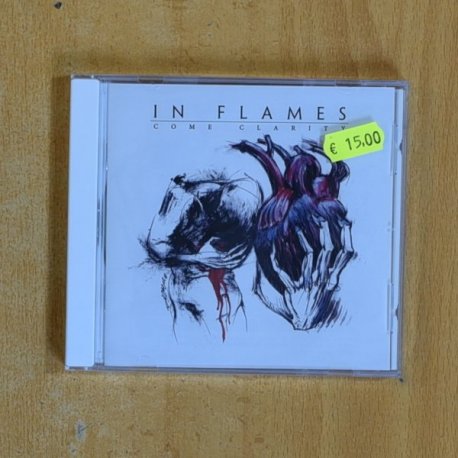 IN FLAMES
COME CLARITY
€ 15,00